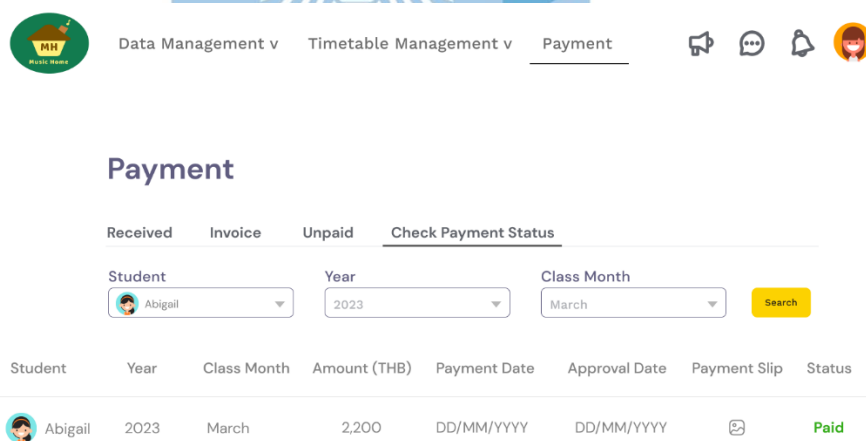 MH
Music Home
Data Management v Timetable Management v Payment
Payment
Received Invoice Unpaid Check Payment Status
Student Year Class Month
Abigail 2023 March Search
Student Year Class Month Amount (THB) Payment Date Approval Date Payment Slip Status
Abigail 2023 March 2,200 DD/MM/YYYY DD/MM/YYYY Paid